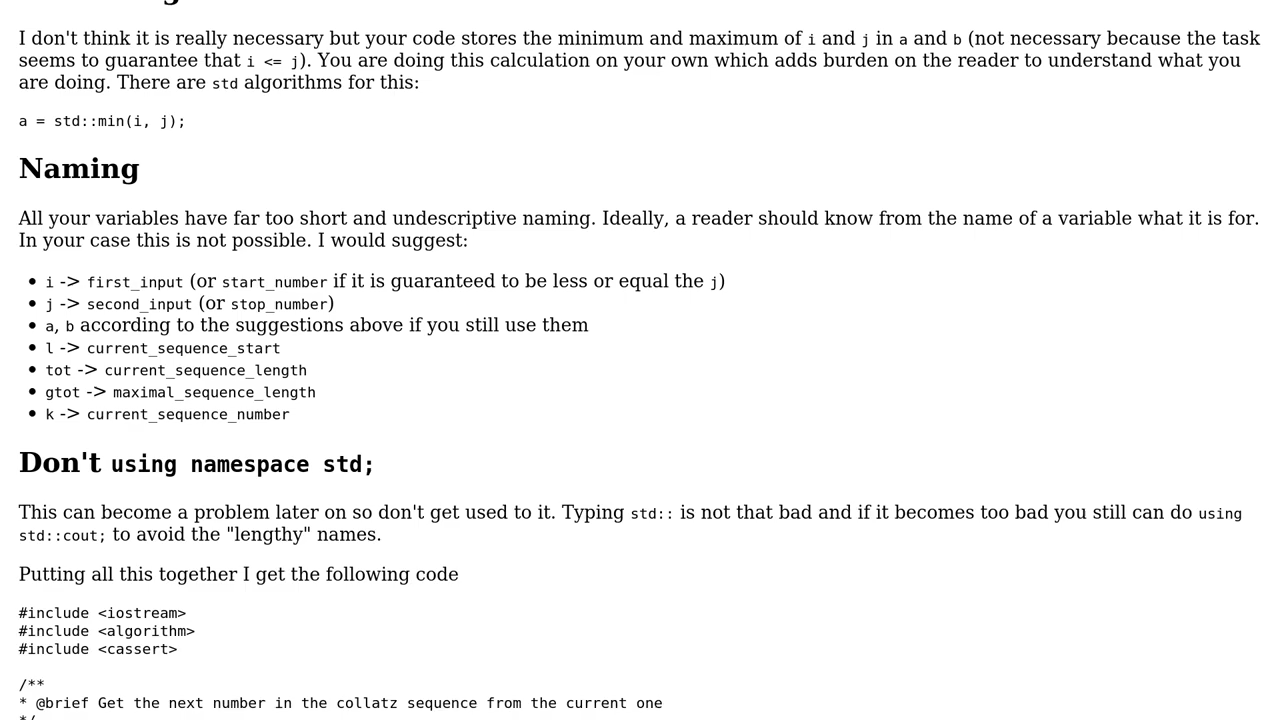 I don't think it is really necessary but your code stores the minimum and maximum of i and j in a and b (not necessary because the task
seems to guarantee that i <= j). You are doing this calculation on your own which adds burden on the reader to understand what you
are doing. There are std algorithms for this:
a = std::min(i, j);
Naming
All your variables have far too short and undescriptive naming. Ideally, a reader should know from the name of a variable what it is for.
In your case this is not possible. I would suggest:
• i -> first_input (or start_number if it is guaranteed to be less or equal the j)
• j -> second_input (or stop_number)
• a, b according to the suggestions above if you still use them
• l -> current_sequence_start
• tot -> current_sequence_length
• gtot -> maximal_sequence_length
• k -> current_sequence_number
Don't using namespace std;
This can become a problem later on so don't get used to it. Typing std:: is not that bad and if it becomes too bad you still can do using
std::cout; to avoid the "lengthy" names.
Putting all this together I get the following code
#include <iostream>
#include <algorithm>
#include <cassert>
/**
* @brief Get the next number in the collatz sequence from the current one
*/